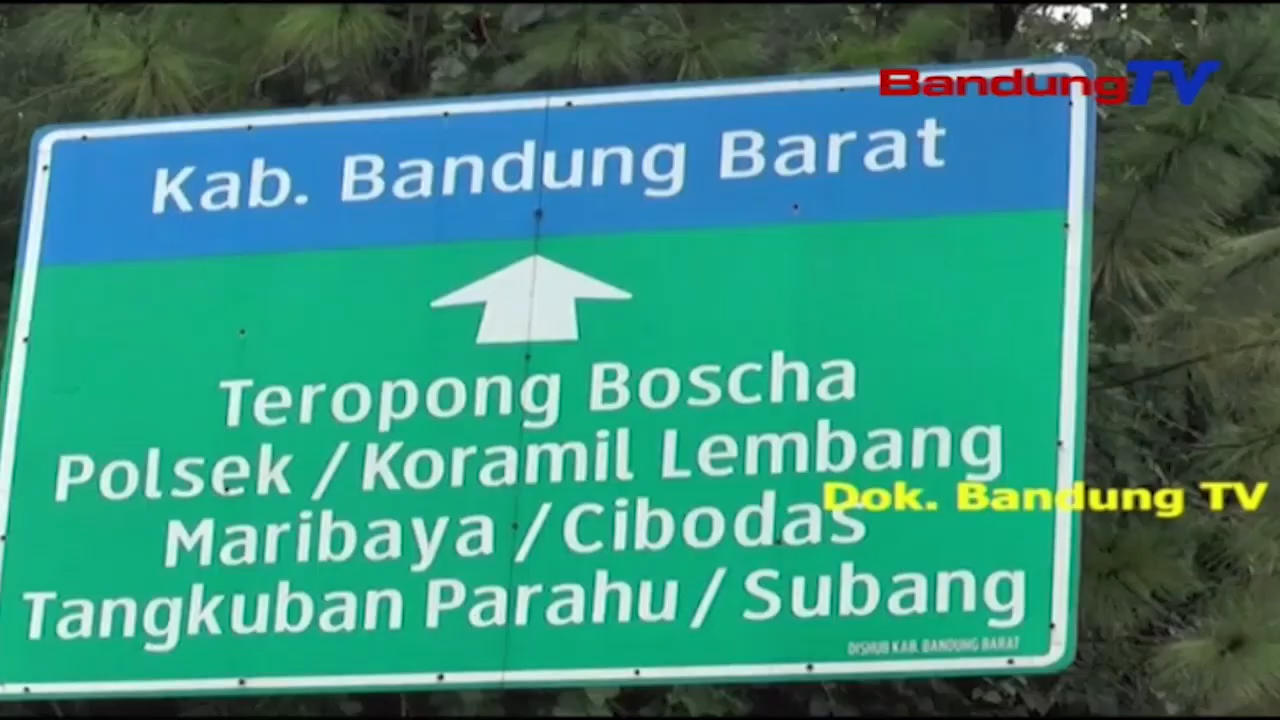 BandungTV
Kab. Bandung Barat
Teropong Boscha
Polsek / Koramil Lembang
Maribaya / Cibodas
Dok. Bandung TV
Tangkuban Parahu / Subang
DISHUB KAB. BANDUNG BARAT